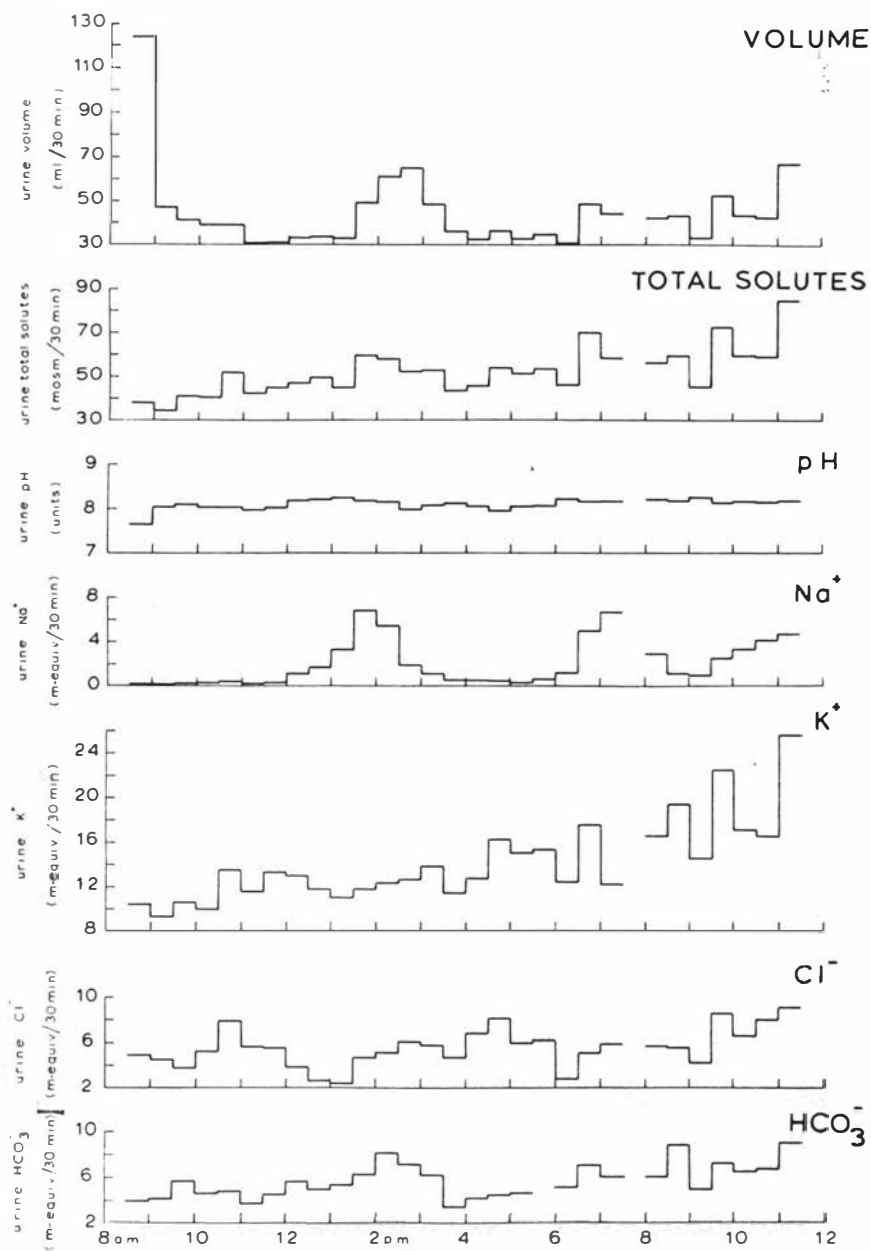 VOLUME
130
110
90
70
50
30
urine volume
(ml/30 min)
TOTAL SOLUTES
90
70
50
30
urine total solutes
(mosm/30 min)
pH
9
8
7
urine pH
(units)
Na⁺
8
4
0
urine Na⁺
(m-equiv/30 min)
K⁺
24
20
16
12
8
urine K⁺
(m-equiv/30 min)
Cl⁻
10
6
2
urine Cl⁻
(m-equiv/30 min)
HCO₃⁻
10
6
2
urine HCO₃⁻
(m-equiv/30 min)
8 am 10 12 2 pm 4 6 8 10 12